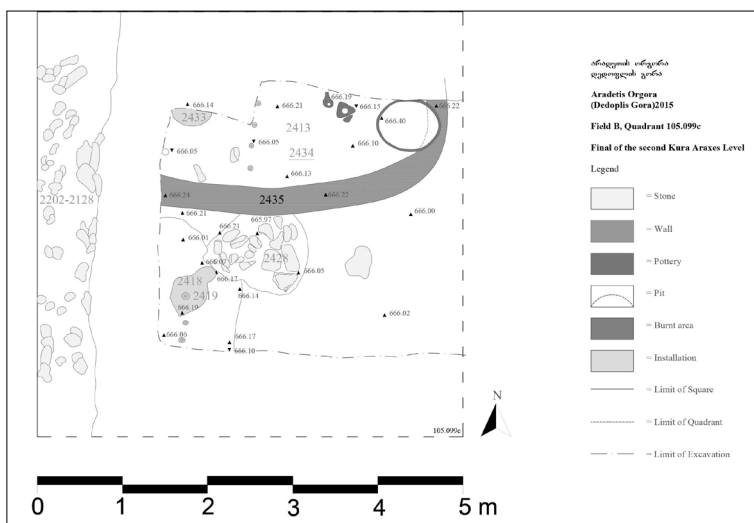 არადეთის ორგორა
დედოფლის გორა
Aradetis Orgora
(Dedoplis Gora)2015
Field B, Quadrant 105.099c
Final of the second Kura Araxes Level
Legend
= Stone
= Wall
= Pottery
= Pit
= Burnt area
= Installation
= Limit of Square
= Limit of Quadrant
= Limit of Excavation
N
666.19
666.14
666.21
666.15
666.22
2433
666.40
2413
666.05
666.05
2434
666.10
666.13
2202-2128
666.24
2435
666.22
666.21
666.00
666.21
665.97
666.01
2428
666.09
666.17
666.05
2418
2419
666.14
666.19
666.02
666.06
666.17
666.10
105.099c
0 1 2 3 4 5 m